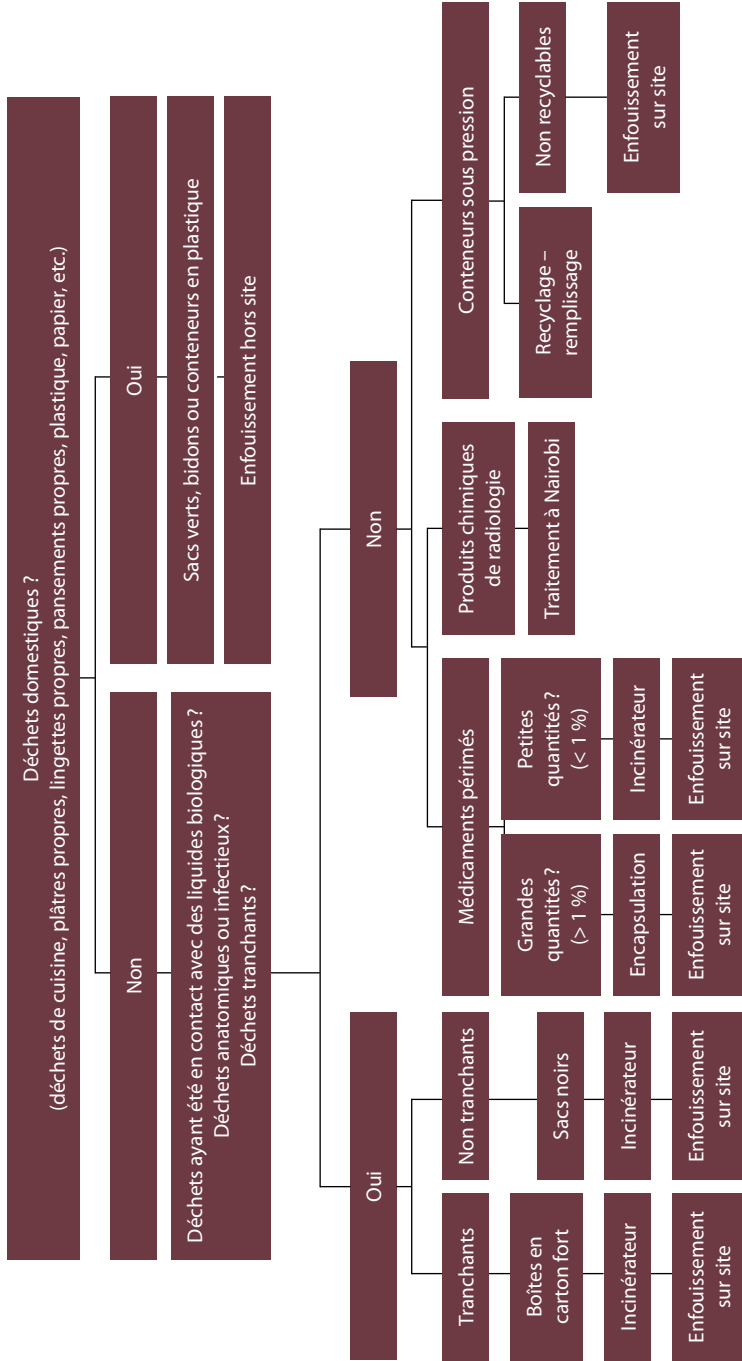 Déchets domestiques ?
(déchets de cuisine, plâtres propres, lingettes propres, pansements propres, plastique, papier, etc.)
Non
Oui
Déchets ayant été en contact avec des liquides biologiques ?
Déchets anatomiques ou infectieux ?
Déchets tranchants ?
Sacs verts, bidons ou conteneurs en plastique
Enfouissement hors site
Oui
Non
Tranchants
Boîtes en
carton fort
Incinérateur
Enfouissement
sur site
Non tranchants
Sacs noirs
Incinérateur
Enfouissement
sur site
Médicaments périmés
Grandes
quantités ?
(> 1 %)
Encapsulation
Enfouissement
sur site
Petites
quantités ?
(< 1 %)
Incinérateur
Enfouissement
sur site
Produits chimiques
de radiologie
Traitement à Nairobi
Conteneurs sous pression
Recyclage –
remplissage
Non recyclables
Enfouissement
sur site